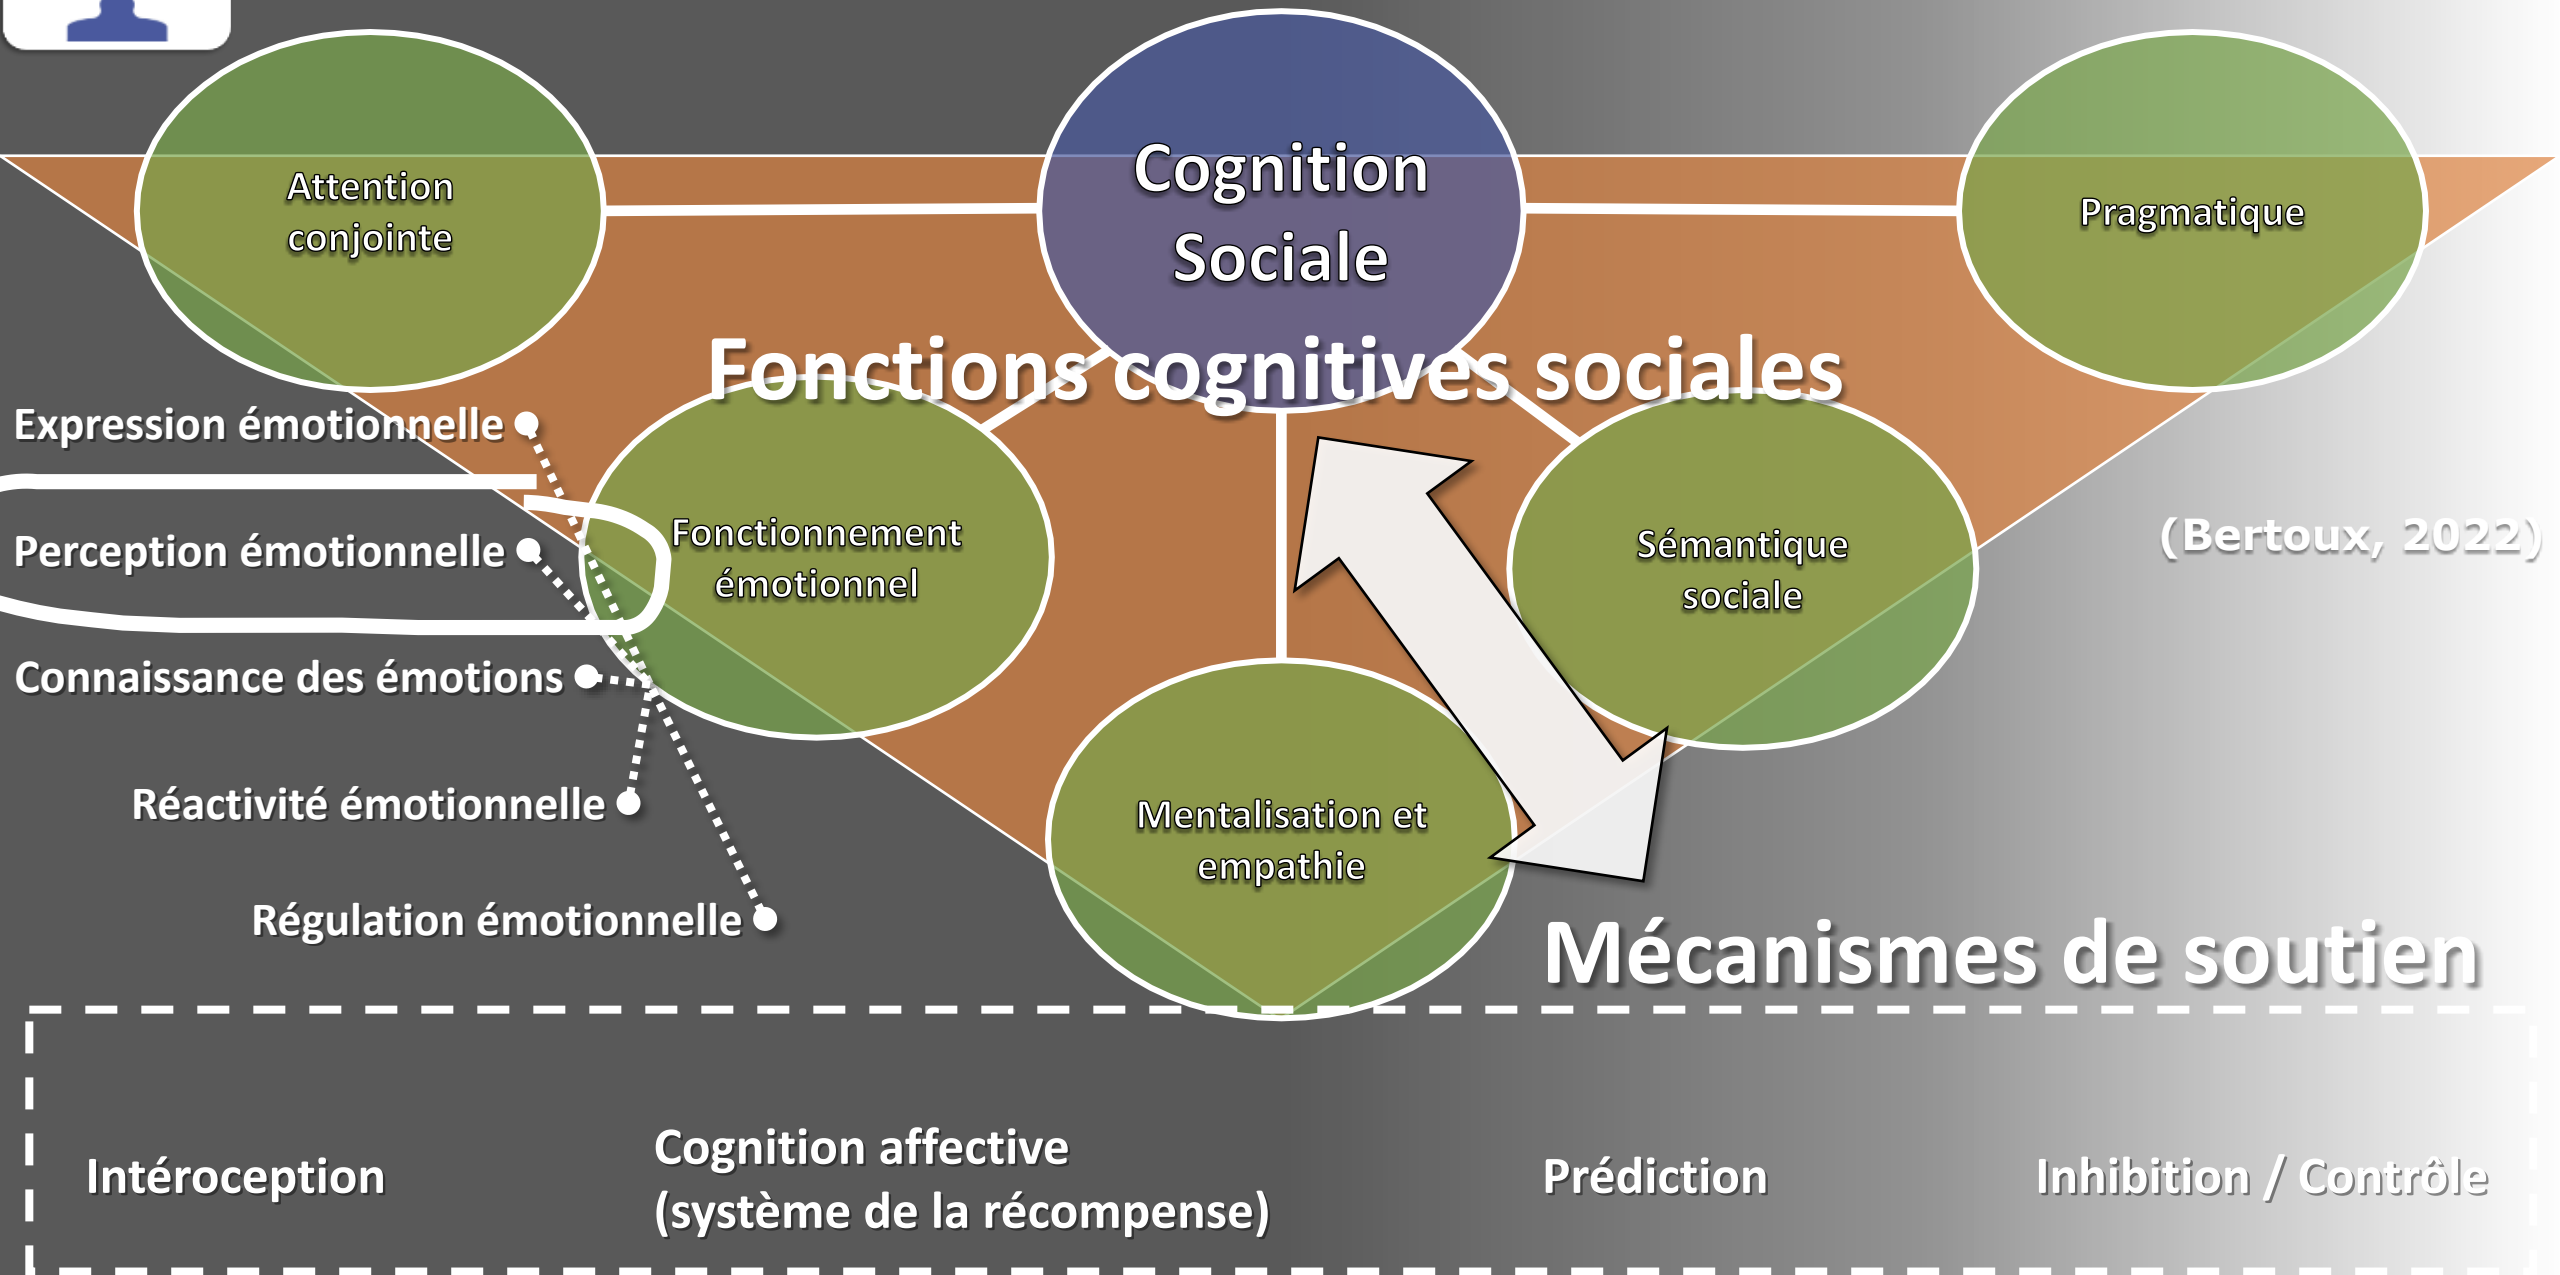 Attention
conjointe
Cognition
Sociale
Pragmatique
Fonctions cognitives sociales
Expression émotionnelle
Perception émotionnelle
Connaissance des émotions
Réactivité émotionnelle
Régulation émotionnelle
Fonctionnement
émotionnel
Sémantique
sociale
(Bertoux, 2022)
Mentalisation et
empathie
Mécanismes de soutien
Intéroception
Cognition affective
(système de la récompense)
Prédiction
Inhibition / Contrôle